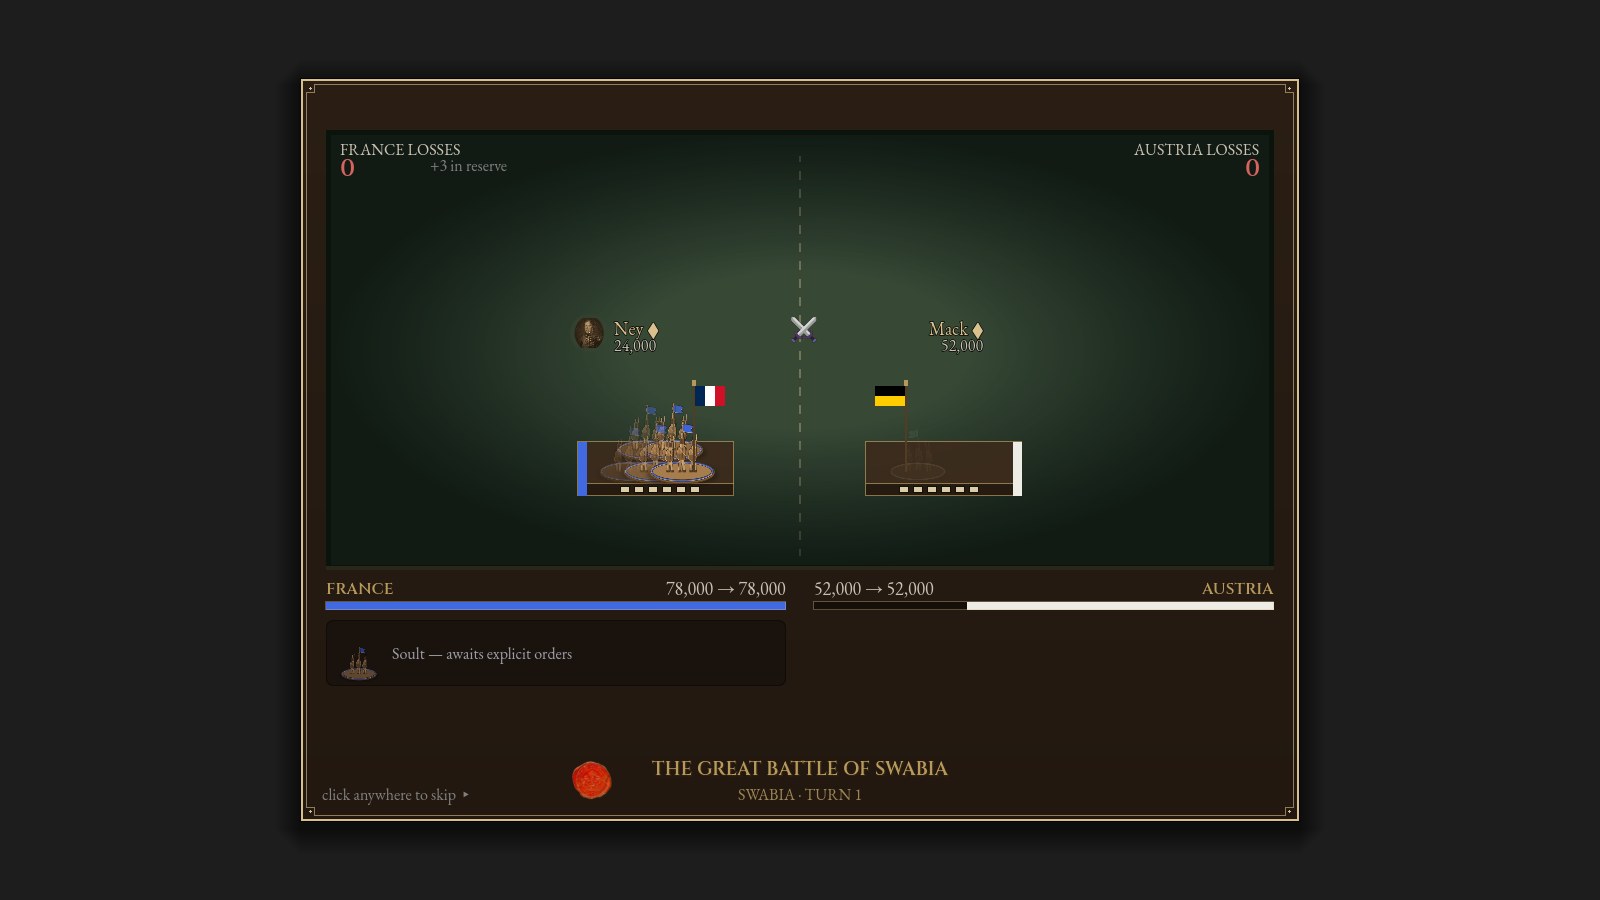 FRANCE LOSSES
0
+3 in reserve
AUSTRIA LOSSES
0
Ney
24,000
Mack
52,000
FRANCE
78,000 → 78,000
52,000 → 52,000
AUSTRIA
Soult — awaits explicit orders
THE GREAT BATTLE OF SWABIA
SWABIA · TURN 1
click anywhere to skip ▸